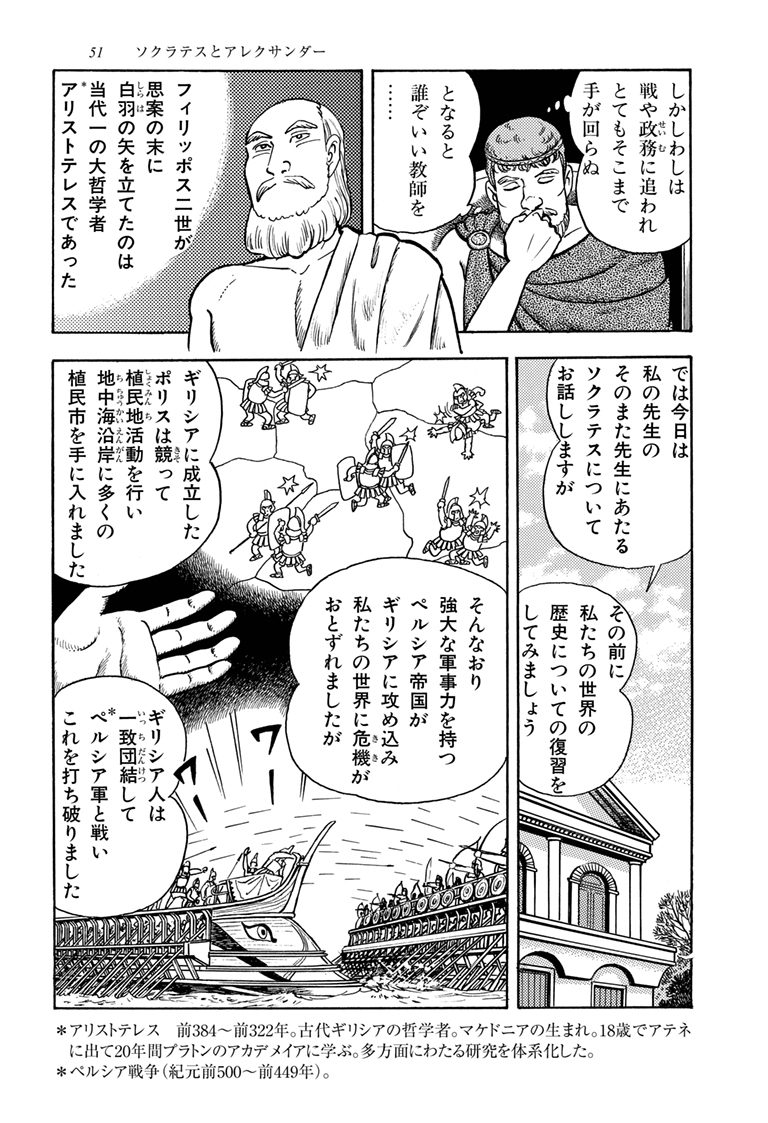 51 ソクラテスとアレクサンダー
しかしわしは
戦や政務に追われ
とてもそこまで
手が回らぬ
となると
誰ぞいい教師を
……
フィリッポス二世が
思案の末に
白羽の矢を立てたのは
当代一の大哲学者
*アリストテレスであった
では今日は
私の先生の
そのまた先生にあたる
ソクラテスについて
お話ししますが
その前に
私たちの世界の
歴史についての復習を
してみましょう
ギリシアに成立した
ポリスは競って
植民地活動を行い
地中海沿岸に多くの
植民市を手に入れました
そんなおり
強大な軍事力を持つ
ペルシア帝国が
ギリシアに攻め込み
私たちの世界に危機が
おとずれましたが
ギリシア人は
一致団結して
*ペルシア軍と戦い
これを打ち破りました
ワー
ワー
*アリストテレス 前384〜前322年。古代ギリシアの哲学者。マケドニアの生まれ。18歳でアテネ
に出て20年間プラトンのアカデメイアに学ぶ。多方面にわたる研究を体系化した。
*ペルシア戦争(紀元前500〜前449年)。